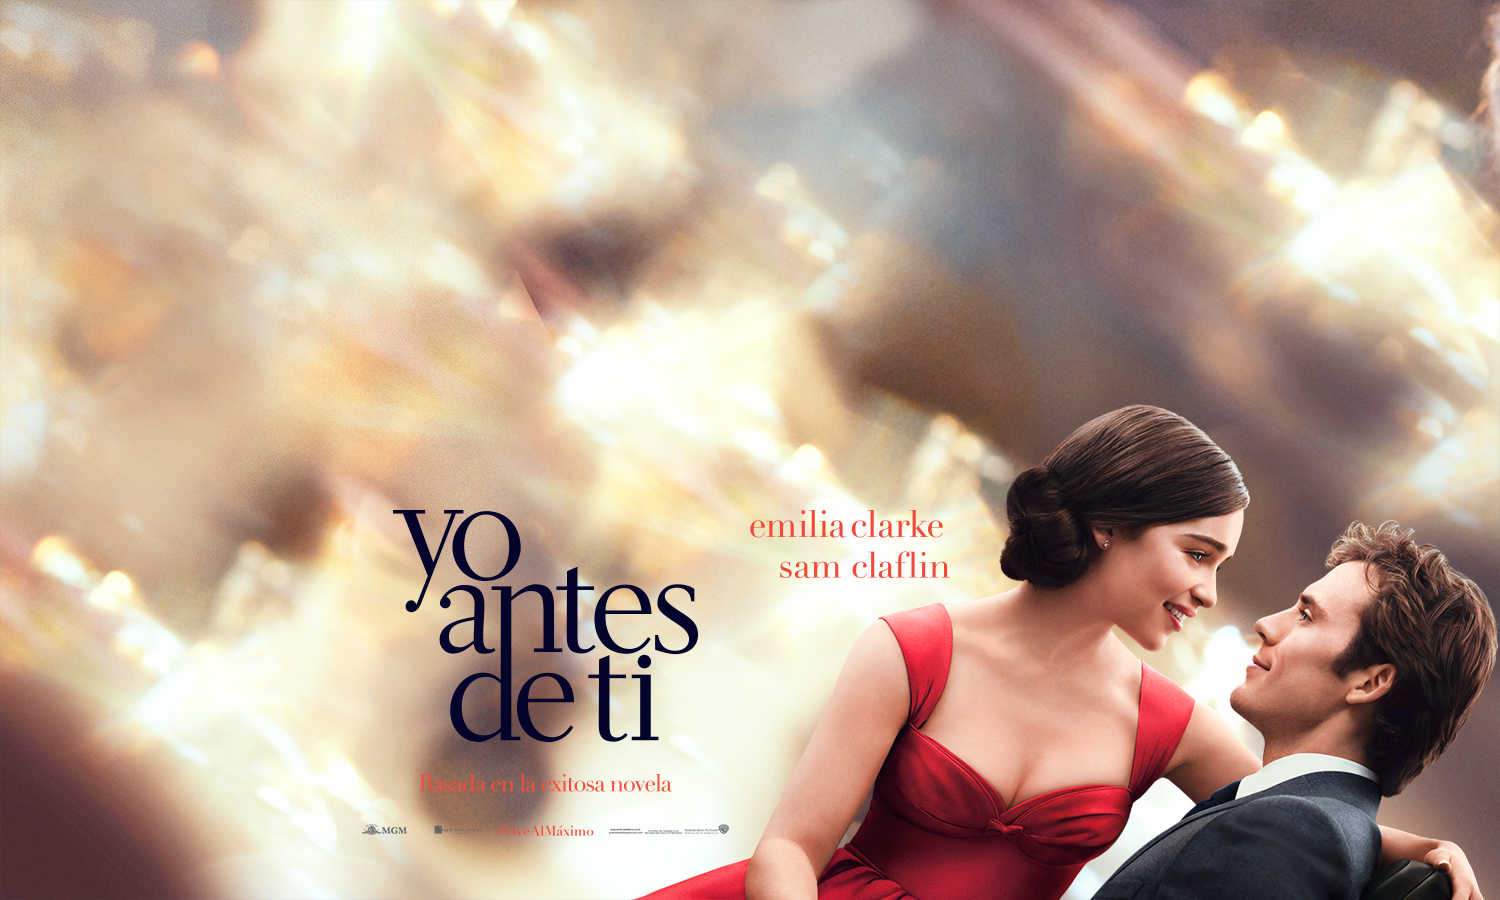 yo
antes
de ti
emilia clarke
sam claflin
Basada en la exitosa novela
MGM
#ViveAlMáximo